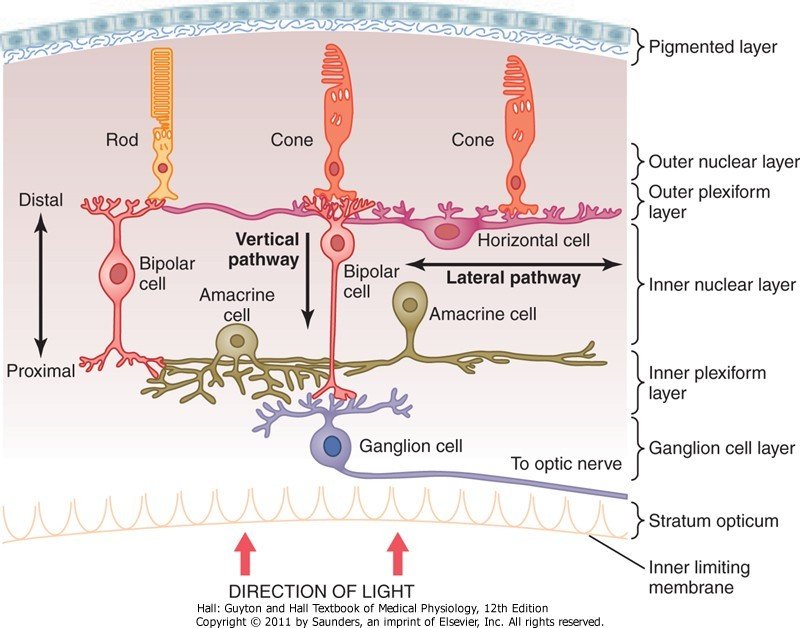 Pigmented layer
Rod
Cone
Cone
Outer nuclear layer
Outer plexiform
layer
Distal
Vertical
pathway
Horizontal cell
Bipolar
cell
Bipolar
cell
Lateral pathway
Inner nuclear layer
Amacrine
cell
Amacrine cell
Proximal
Inner plexiform
layer
Ganglion cell
Ganglion cell layer
To optic nerve
Stratum opticum
Inner limiting
membrane
DIRECTION OF LIGHT
Hall: Guyton and Hall Textbook of Medical Physiology, 12th Edition
Copyright © 2011 by Saunders, an imprint of Elsevier, Inc. All rights reserved.